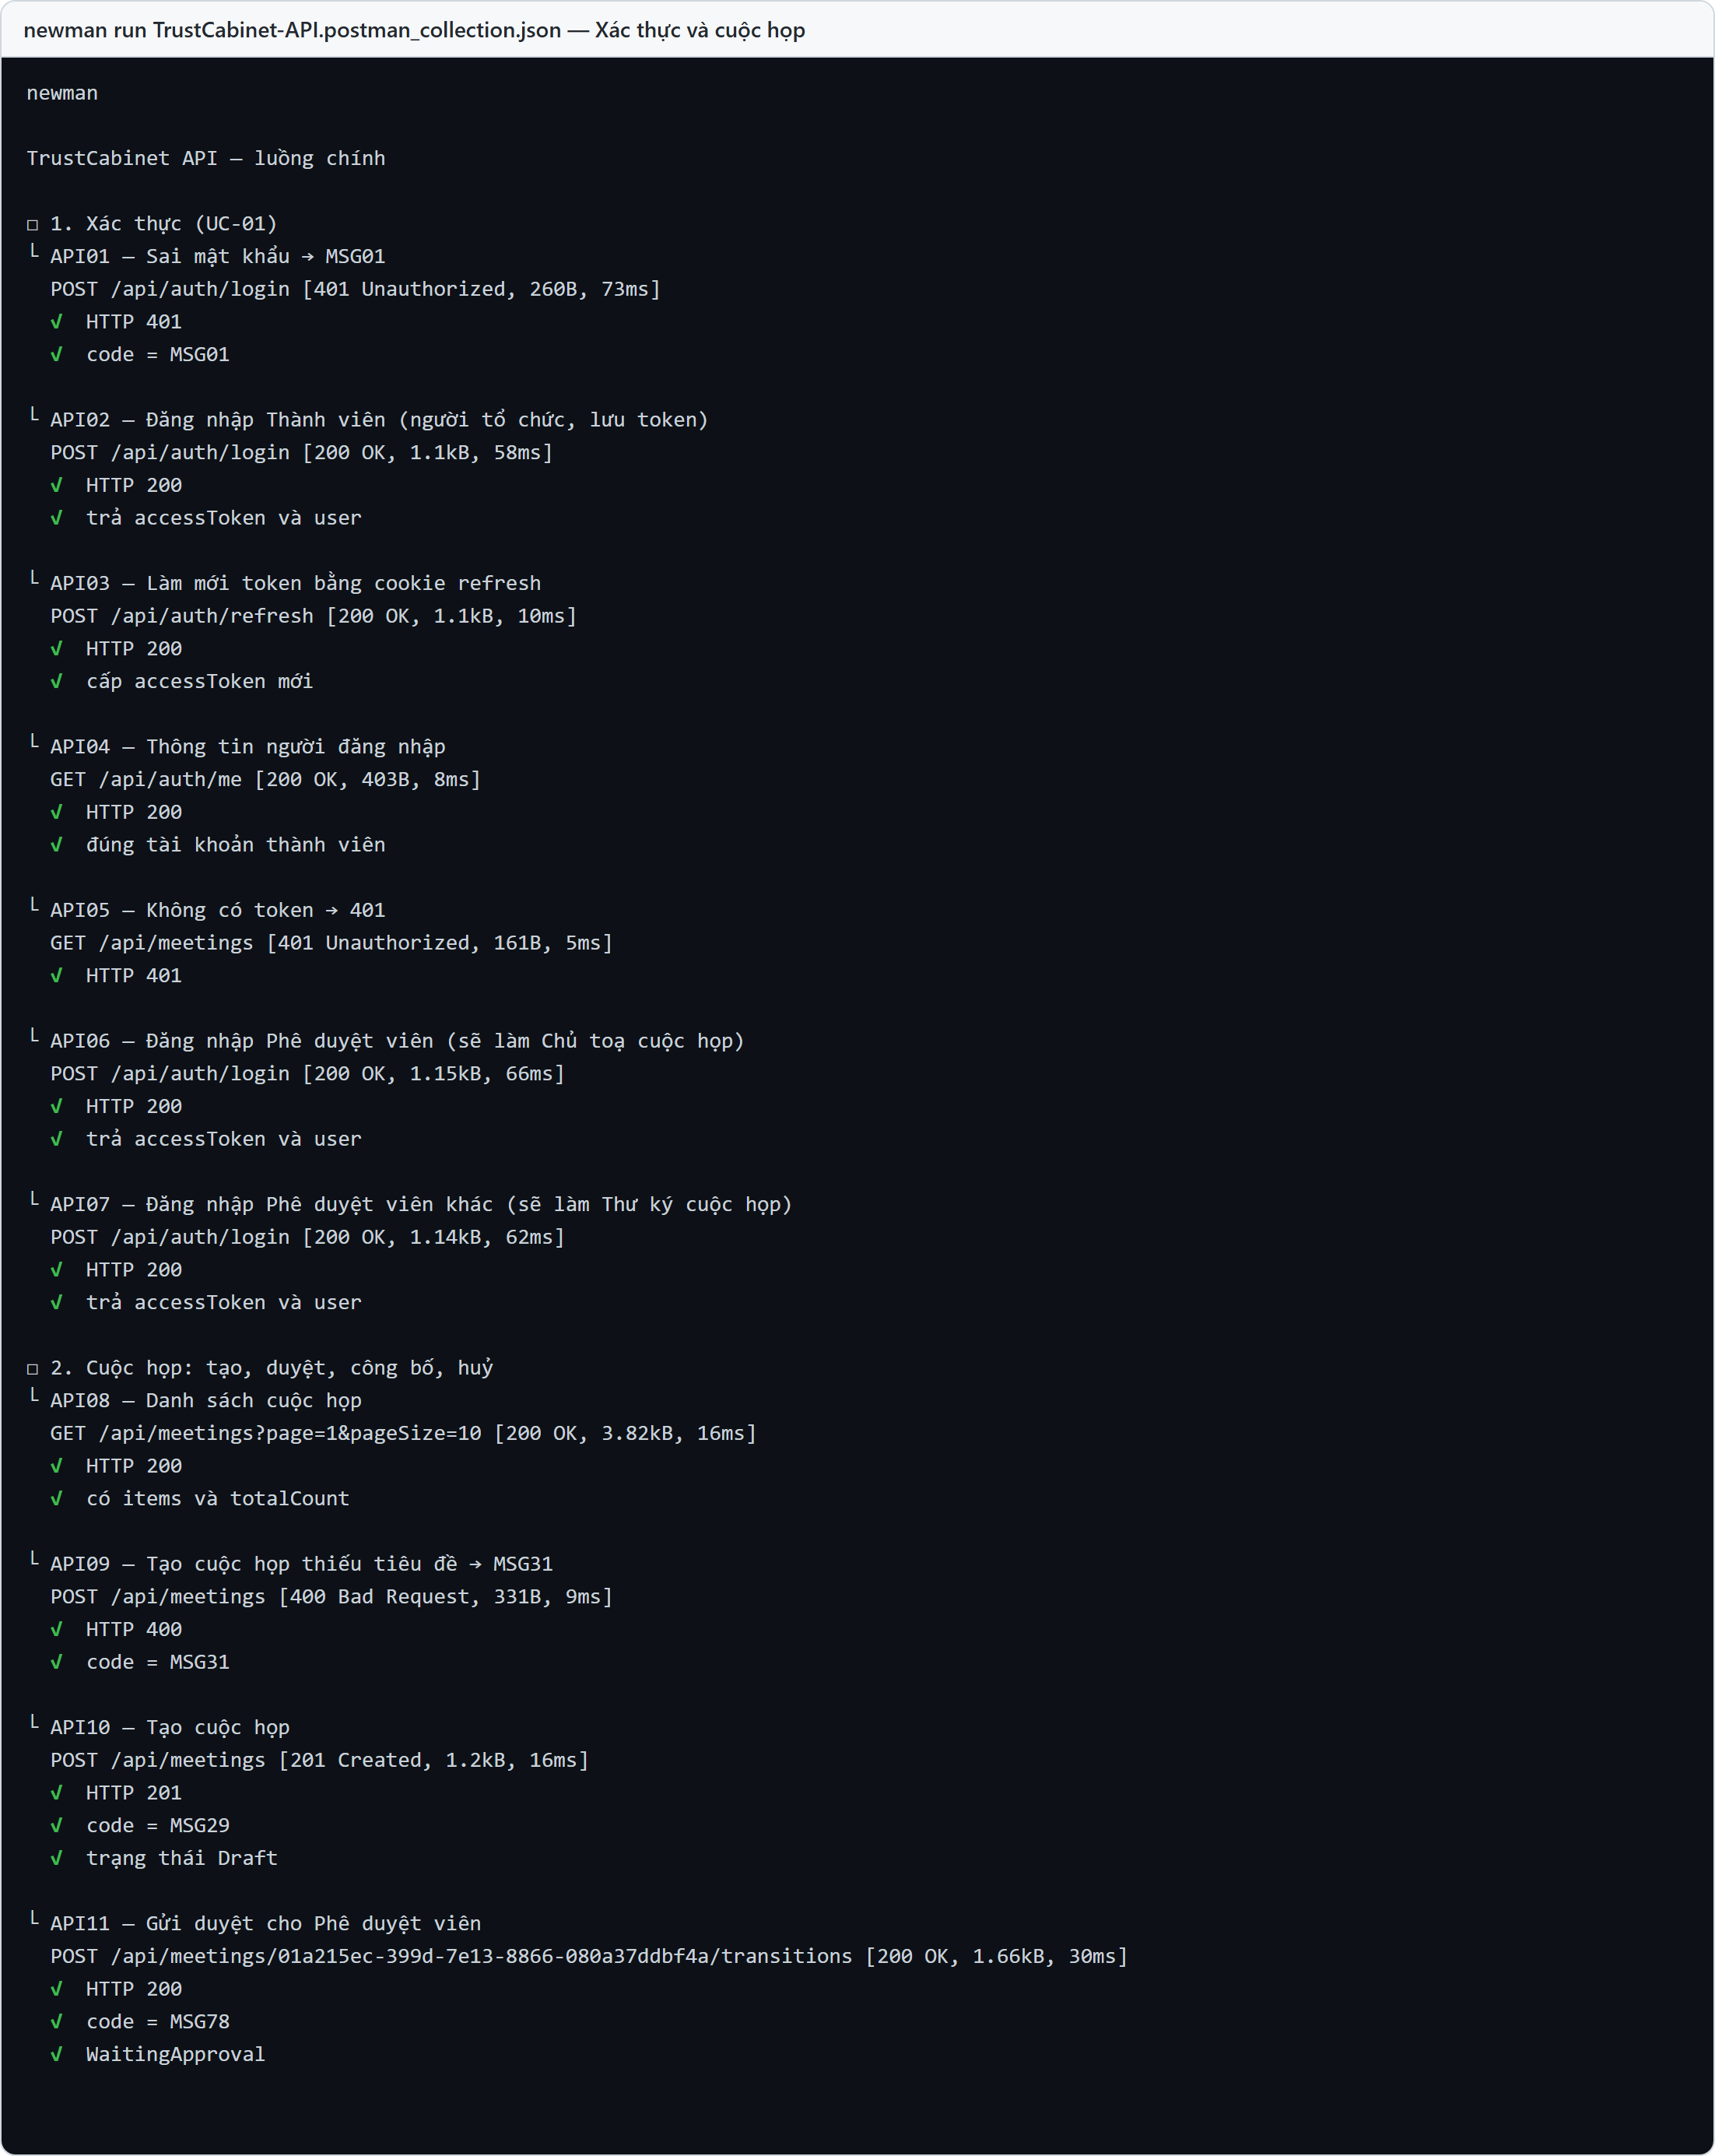 newman run TrustCabinet-API.postman_collection.json — Xác thực và cuộc họp
newman
TrustCabinet API — luồng chính
□ 1. Xác thực (UC-01)
└ API01 — Sai mật khẩu → MSG01
POST /api/auth/login [401 Unauthorized, 260B, 73ms]
√ HTTP 401
√ code = MSG01
└ API02 — Đăng nhập Thành viên (người tổ chức, lưu token)
POST /api/auth/login [200 OK, 1.1kB, 58ms]
√ HTTP 200
√ trả accessToken và user
└ API03 — Làm mới token bằng cookie refresh
POST /api/auth/refresh [200 OK, 1.1kB, 10ms]
√ HTTP 200
√ cấp accessToken mới
└ API04 — Thông tin người đăng nhập
GET /api/auth/me [200 OK, 403B, 8ms]
√ HTTP 200
√ đúng tài khoản thành viên
└ API05 — Không có token → 401
GET /api/meetings [401 Unauthorized, 161B, 5ms]
√ HTTP 401
└ API06 — Đăng nhập Phê duyệt viên (sẽ làm Chủ toạ cuộc họp)
POST /api/auth/login [200 OK, 1.15kB, 66ms]
√ HTTP 200
√ trả accessToken và user
└ API07 — Đăng nhập Phê duyệt viên khác (sẽ làm Thư ký cuộc họp)
POST /api/auth/login [200 OK, 1.14kB, 62ms]
√ HTTP 200
√ trả accessToken và user
□ 2. Cuộc họp: tạo, duyệt, công bố, huỷ
└ API08 — Danh sách cuộc họp
GET /api/meetings?page=1&pageSize=10 [200 OK, 3.82kB, 16ms]
√ HTTP 200
√ có items và totalCount
└ API09 — Tạo cuộc họp thiếu tiêu đề → MSG31
POST /api/meetings [400 Bad Request, 331B, 9ms]
√ HTTP 400
√ code = MSG31
└ API10 — Tạo cuộc họp
POST /api/meetings [201 Created, 1.2kB, 16ms]
√ HTTP 201
√ code = MSG29
√ trạng thái Draft
└ API11 — Gửi duyệt cho Phê duyệt viên
POST /api/meetings/01a215ec-399d-7e13-8866-080a37ddbf4a/transitions [200 OK, 1.66kB, 30ms]
√ HTTP 200
√ code = MSG78
√ WaitingApproval